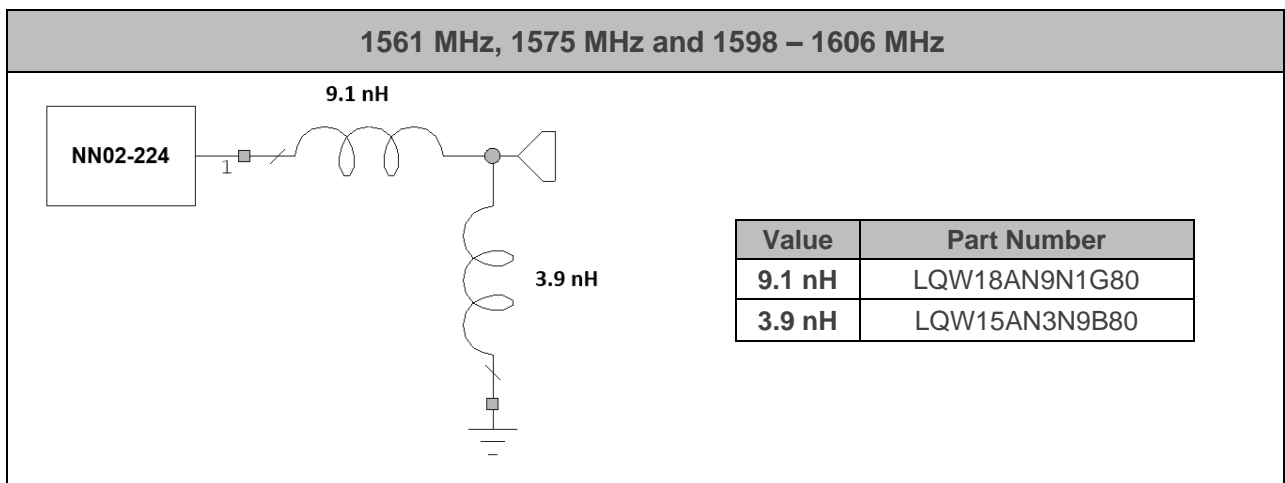 1561 MHz, 1575 MHz and 1598 – 1606 MHz
9.1 nH
NN02-224
1
3.9 nH
Value Part Number
9.1 nH LQW18AN9N1G80
3.9 nH LQW15AN3N9B80